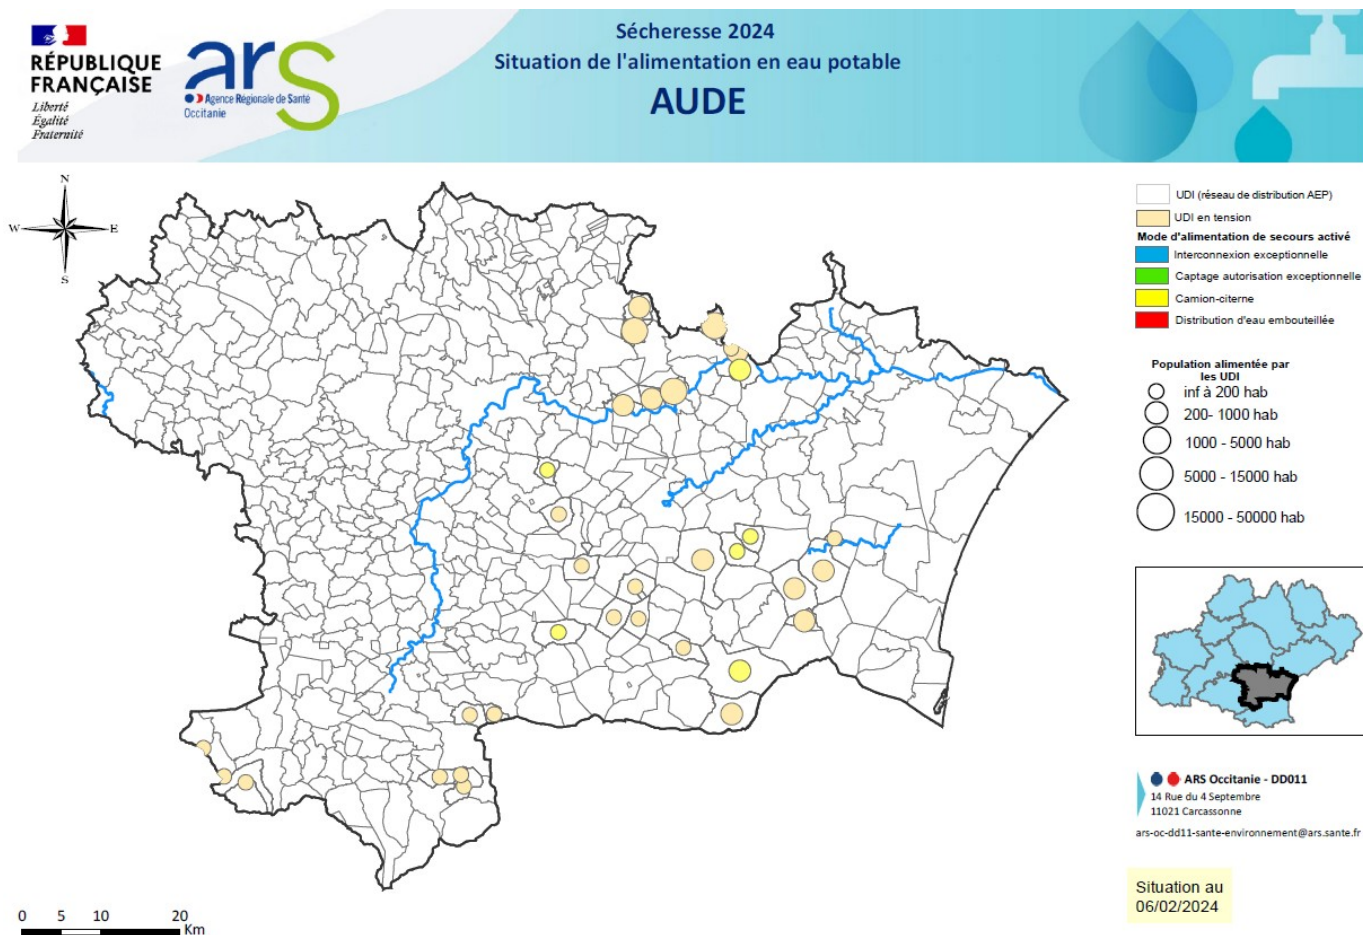 RÉPUBLIQUE
FRANÇAISE
Liberté
Égalité
Fraternité
ars
Agence Régionale de Santé
Occitanie
Sécheresse 2024
Situation de l'alimentation en eau potable
AUDE
N
W
E
S
UDI (réseau de distribution AEP)
UDI en tension
Mode d'alimentation de secours activé
Interconnexion exceptionnelle
Captage autorisation exceptionnelle
Camion-citerne
Distribution d'eau embouteillée
Population alimentée par
les UDI
inf à 200 hab
200- 1000 hab
1000 - 5000 hab
5000 - 15000 hab
15000 - 50000 hab
ARS Occitanie - DD011
14 Rue du 4 Septembre
11021 Carcassonne
ars-oc-dd11-sante-environnement@ars.sante.fr
Situation au
06/02/2024
0 5 10 20
Km